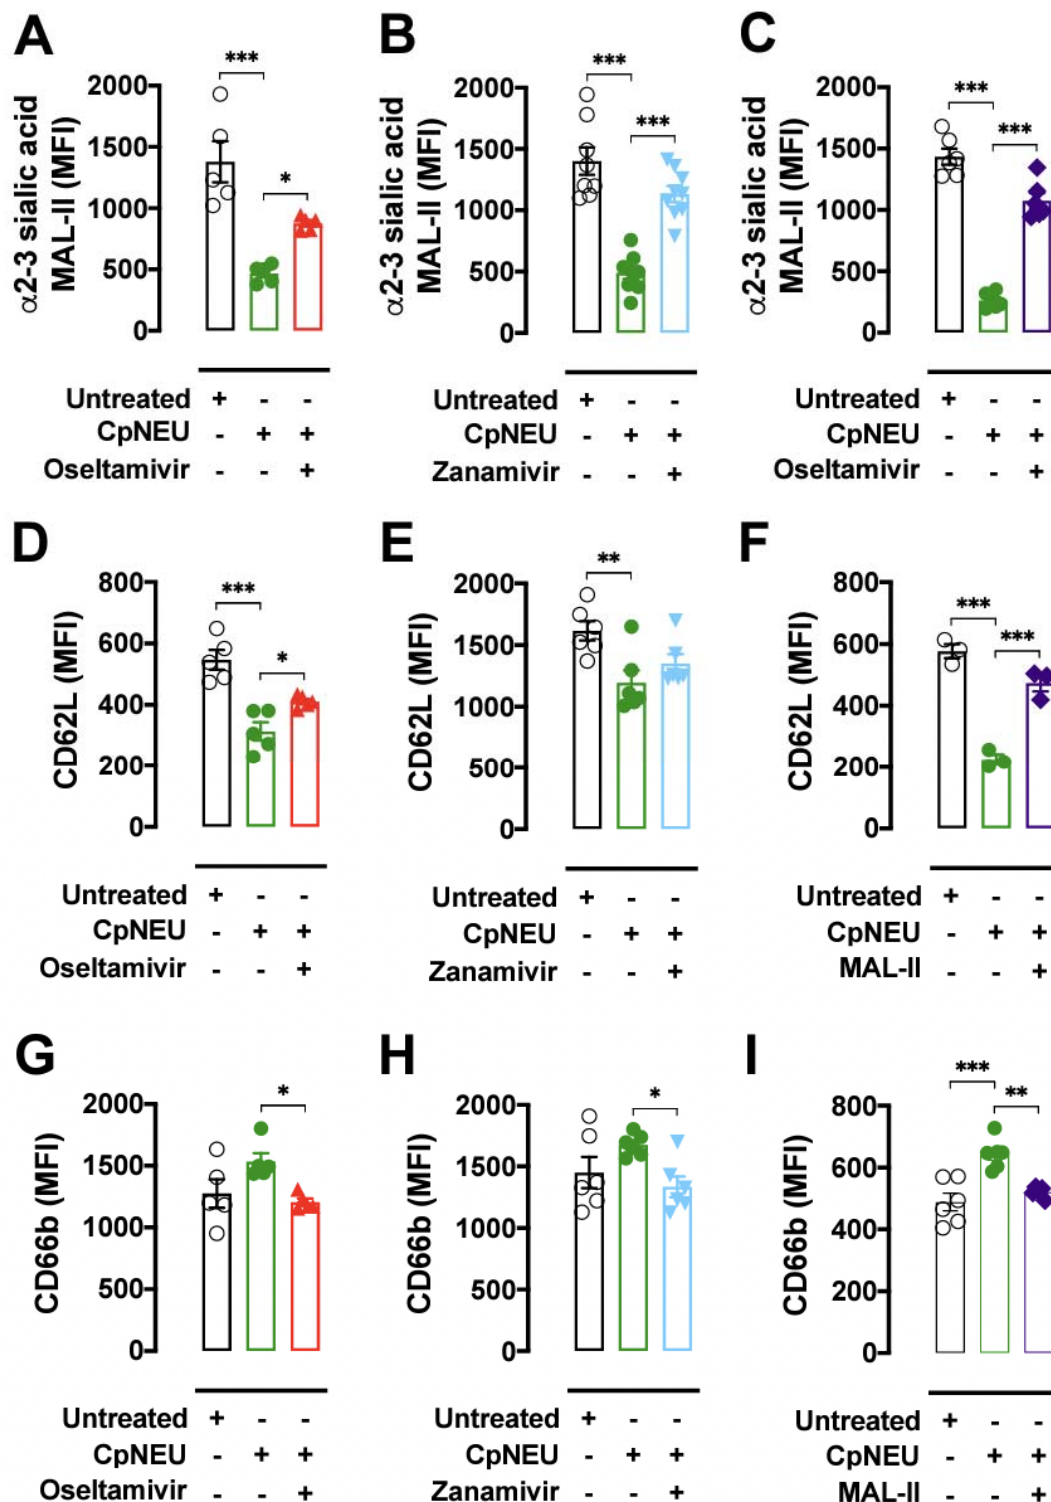 A B C
*** *** ***
* *** ***
α2-3 sialic acid
MAL-II (MFI)
2000
1500
1000
500
0
α2-3 sialic acid
MAL-II (MFI)
2000
1500
1000
500
0
α2-3 sialic acid
MAL-II (MFI)
2000
1500
1000
500
0
Untreated + - -
CpNEU - + +
Oseltamivir - - +
Untreated + - -
CpNEU - + +
Zanamivir - - +
Untreated + - -
CpNEU - + +
Oseltamivir - - +
D E F
*** ** ***
* ***
CD62L (MFI)
800
600
400
200
0
CD62L (MFI)
2000
1500
1000
500
0
CD62L (MFI)
800
600
400
200
0
Untreated + - -
CpNEU - + +
Oseltamivir - - +
Untreated + - -
CpNEU - + +
Zanamivir - - +
Untreated + - -
CpNEU - + +
MAL-II - - +
G H I
* * ***
**
CD66b (MFI)
2000
1500
1000
500
0
CD66b (MFI)
2000
1500
1000
500
0
CD66b (MFI)
800
600
400
200
0
Untreated + - -
CpNEU - + +
Oseltamivir - - +
Untreated + - -
CpNEU - + +
Zanamivir - - +
Untreated + - -
CpNEU - + +
MAL-II - - +